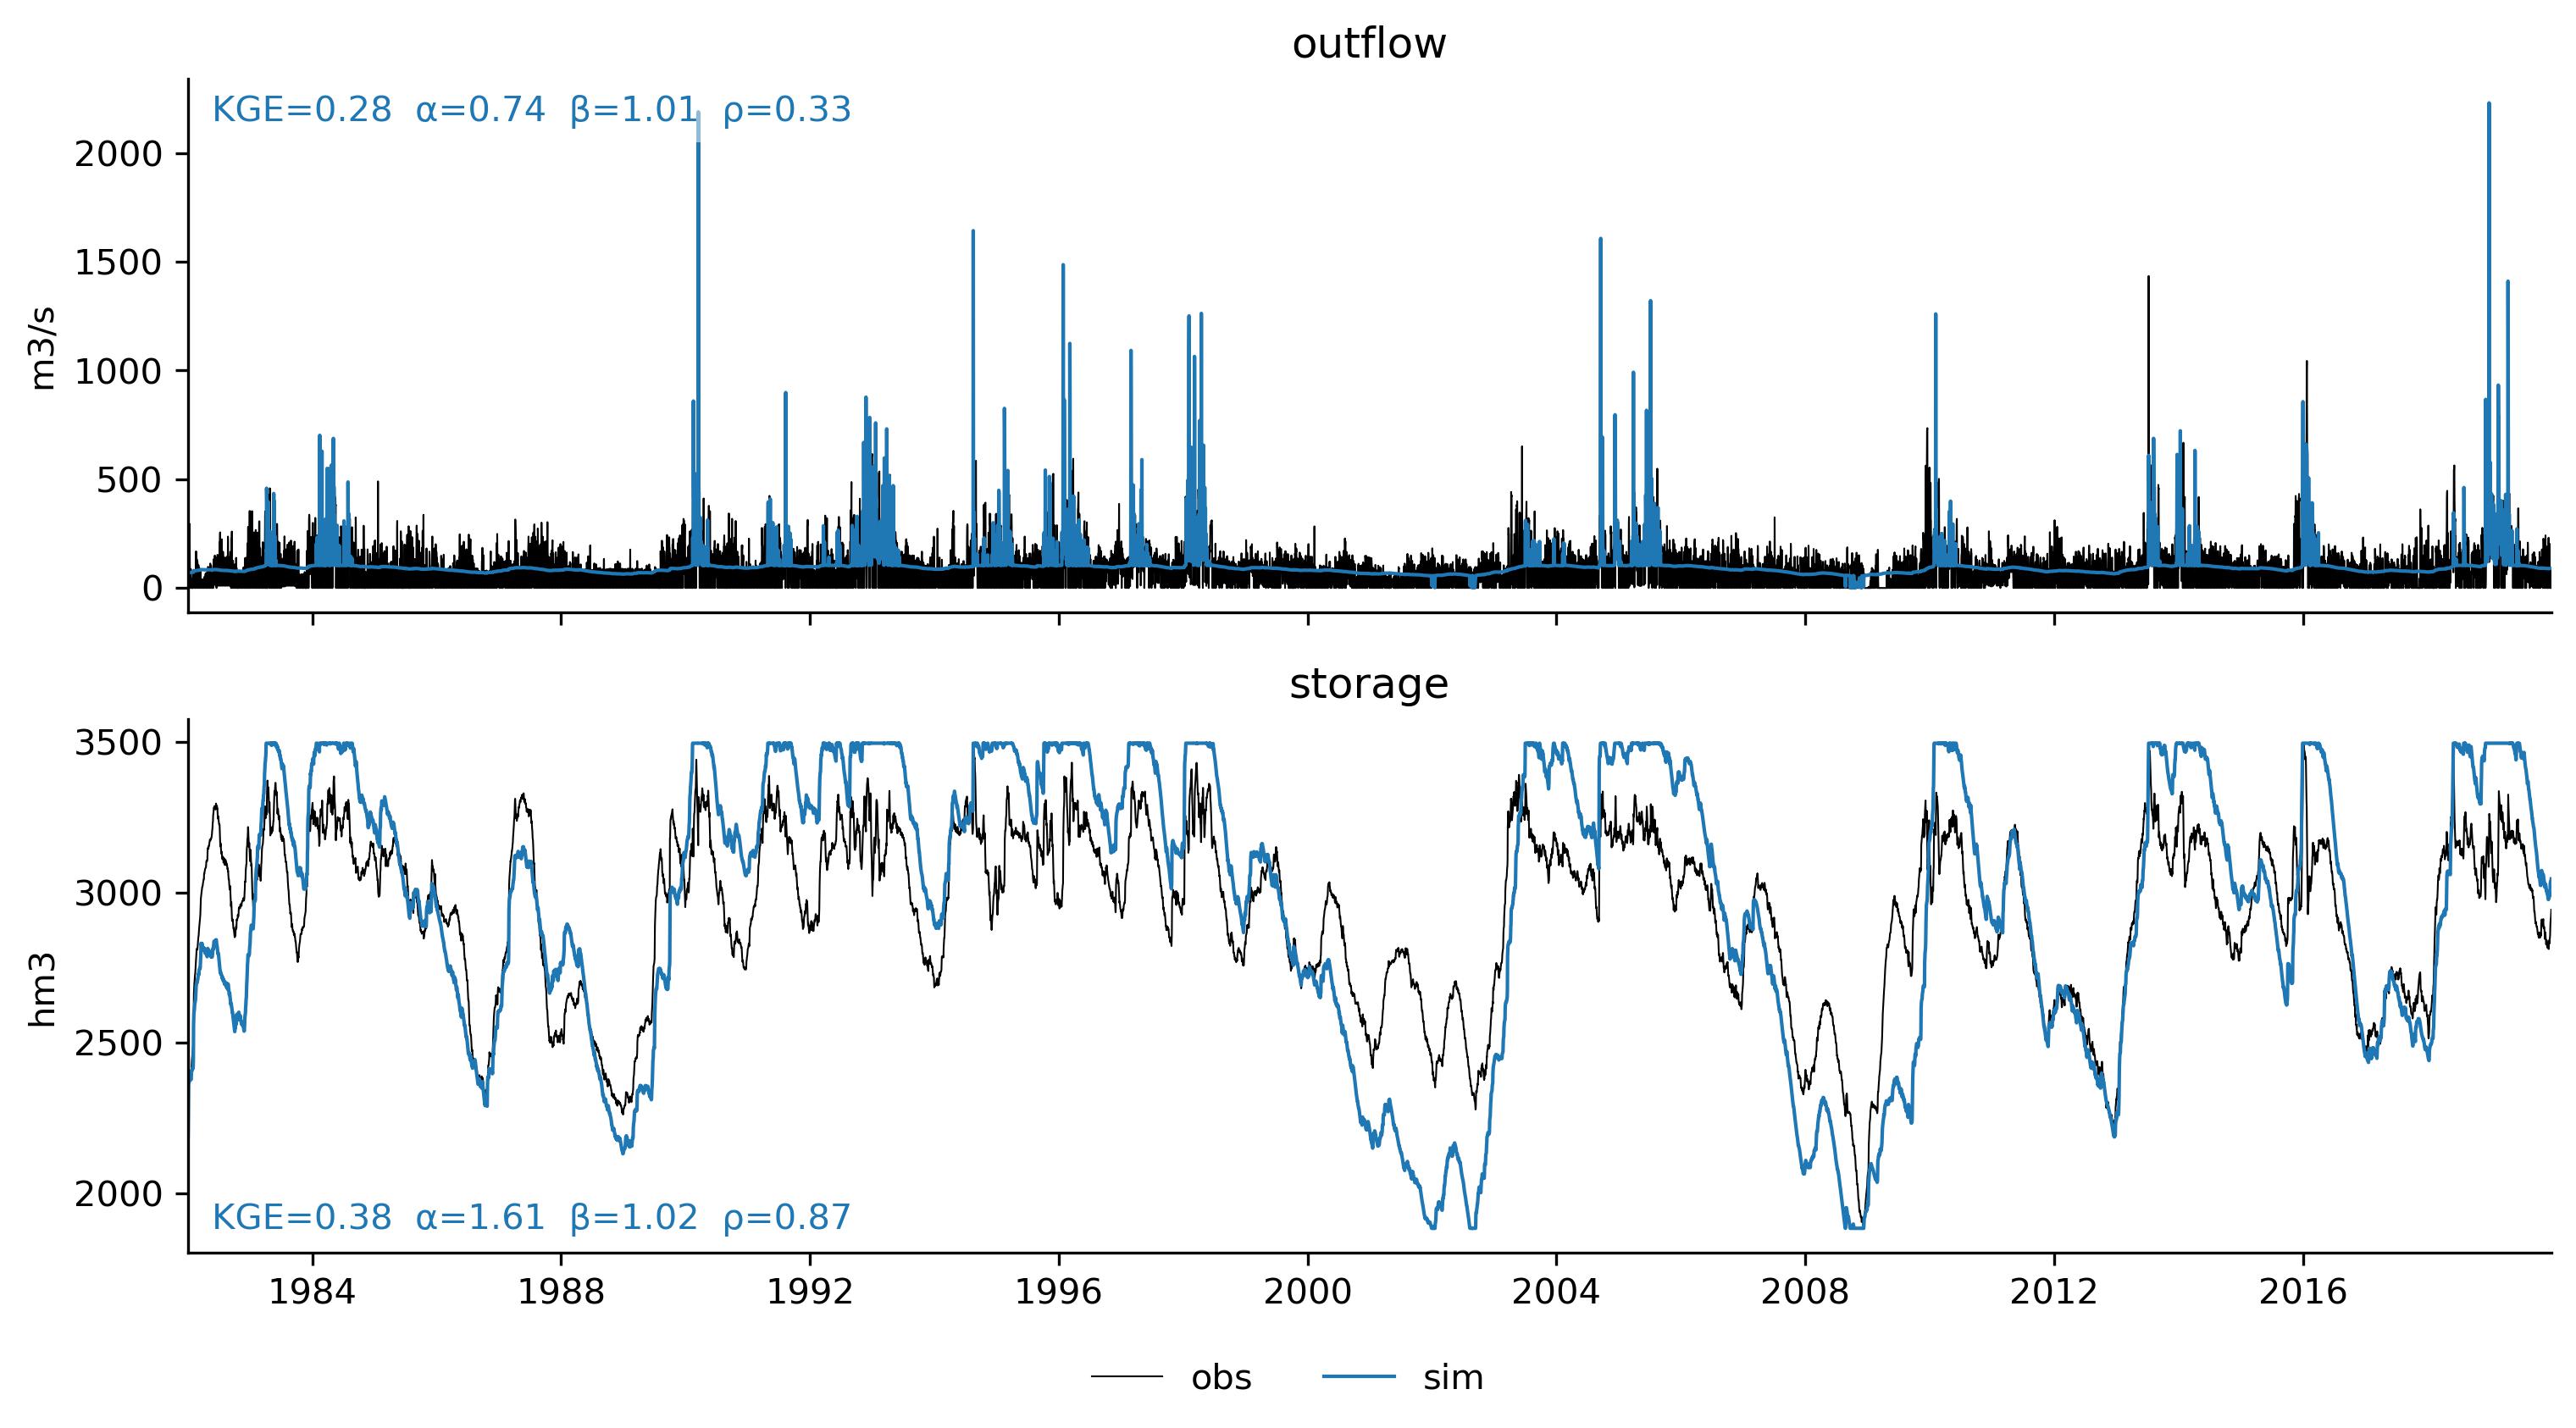 outflow
KGE=0.28 α=0.74 β=1.01 ρ=0.33
2000
1500
1000
500
0
m3/s
storage
3500
3000
2500
2000
hm3
KGE=0.38 α=1.61 β=1.02 ρ=0.87
1984 1988 1992 1996 2000 2004 2008 2012 2016
obs sim